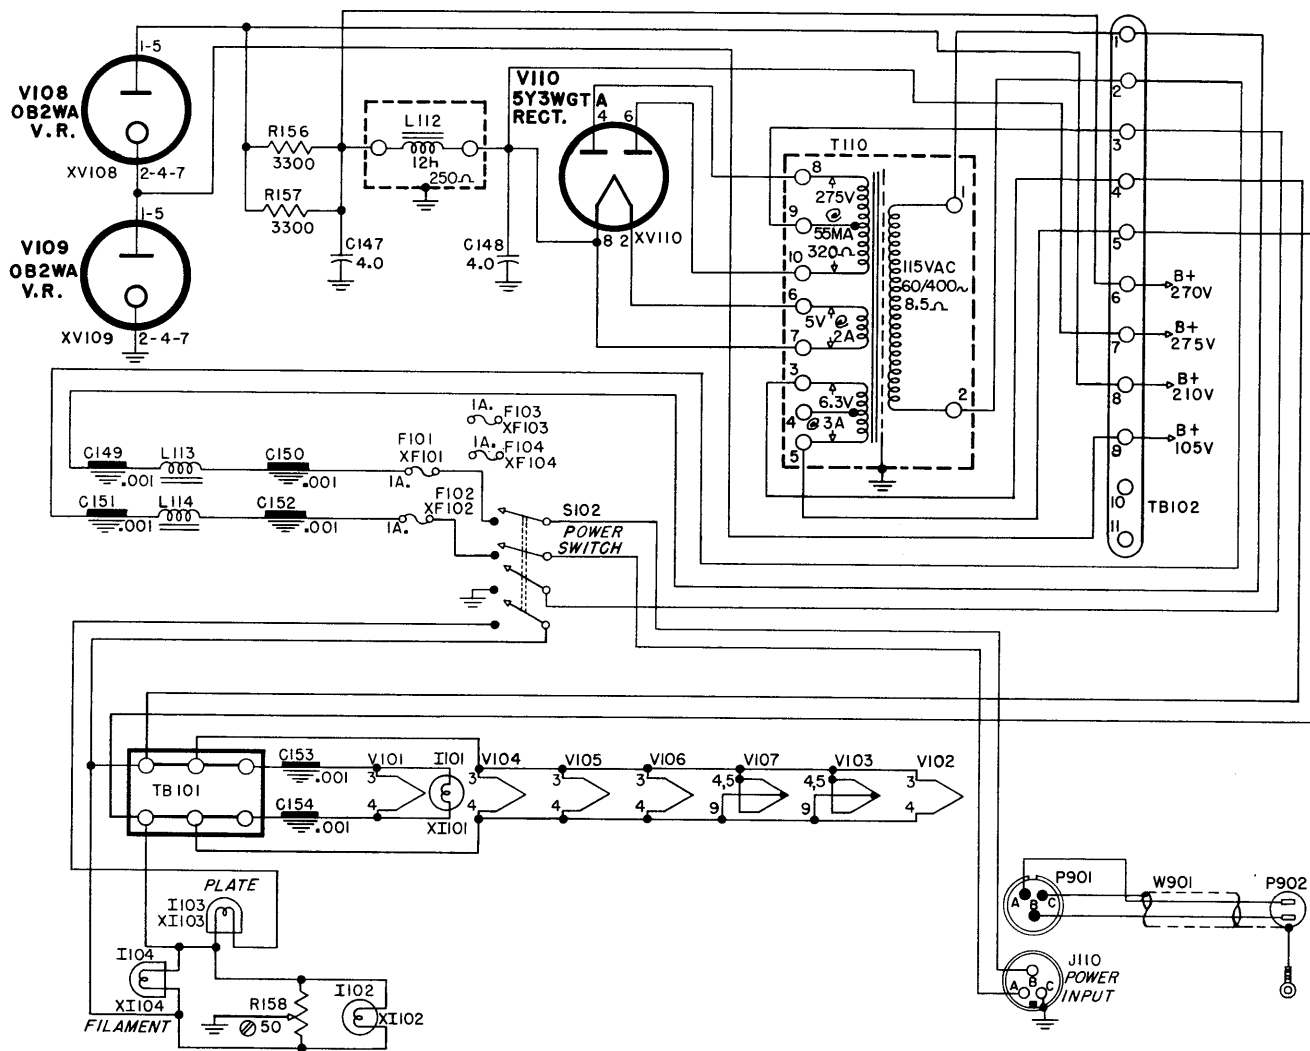 1-5
V108
OB2WA
V.R.
XV108
2-4-7
1-5
V109
OB2WA
V.R.
XV109
2-4-7
R156
3300
R157
3300
L112
12h
250Ω
C147
4.0
C148
4.0
V110
5Y3WGT A
RECT.
4 6
8 2
XV110
T110
8
275V
@
9
55MA
320Ω
10
6
5V @
2A
7
3
6.3V
4
@ 3A
5
1
115VAC
60/400~
8.5Ω
2
1
2
3
4
5
6
B+
270V
7
B+
275V
8
B+
210V
9
B+
105V
10
11
TB102
1A. F103
XF103
1A. F104
XF104
C149
.001
L113
C150
.001
F101
XF101
1A.
C151
.001
L114
C152
.001
F102
XF102
1A.
S102
POWER
SWITCH
TB101
C153
.001
C154
.001
V101
3
4
I101
XI101
V104
3
4
V105
3
4
V106
3
4
V107
4,5
9
V103
4,5
9
V102
3
4
PLATE
I103
XI103
I104
XI104
FILAMENT
R158
50
I102
XI102
P901
A B C
W901
P902
J110
POWER
INPUT
A B C